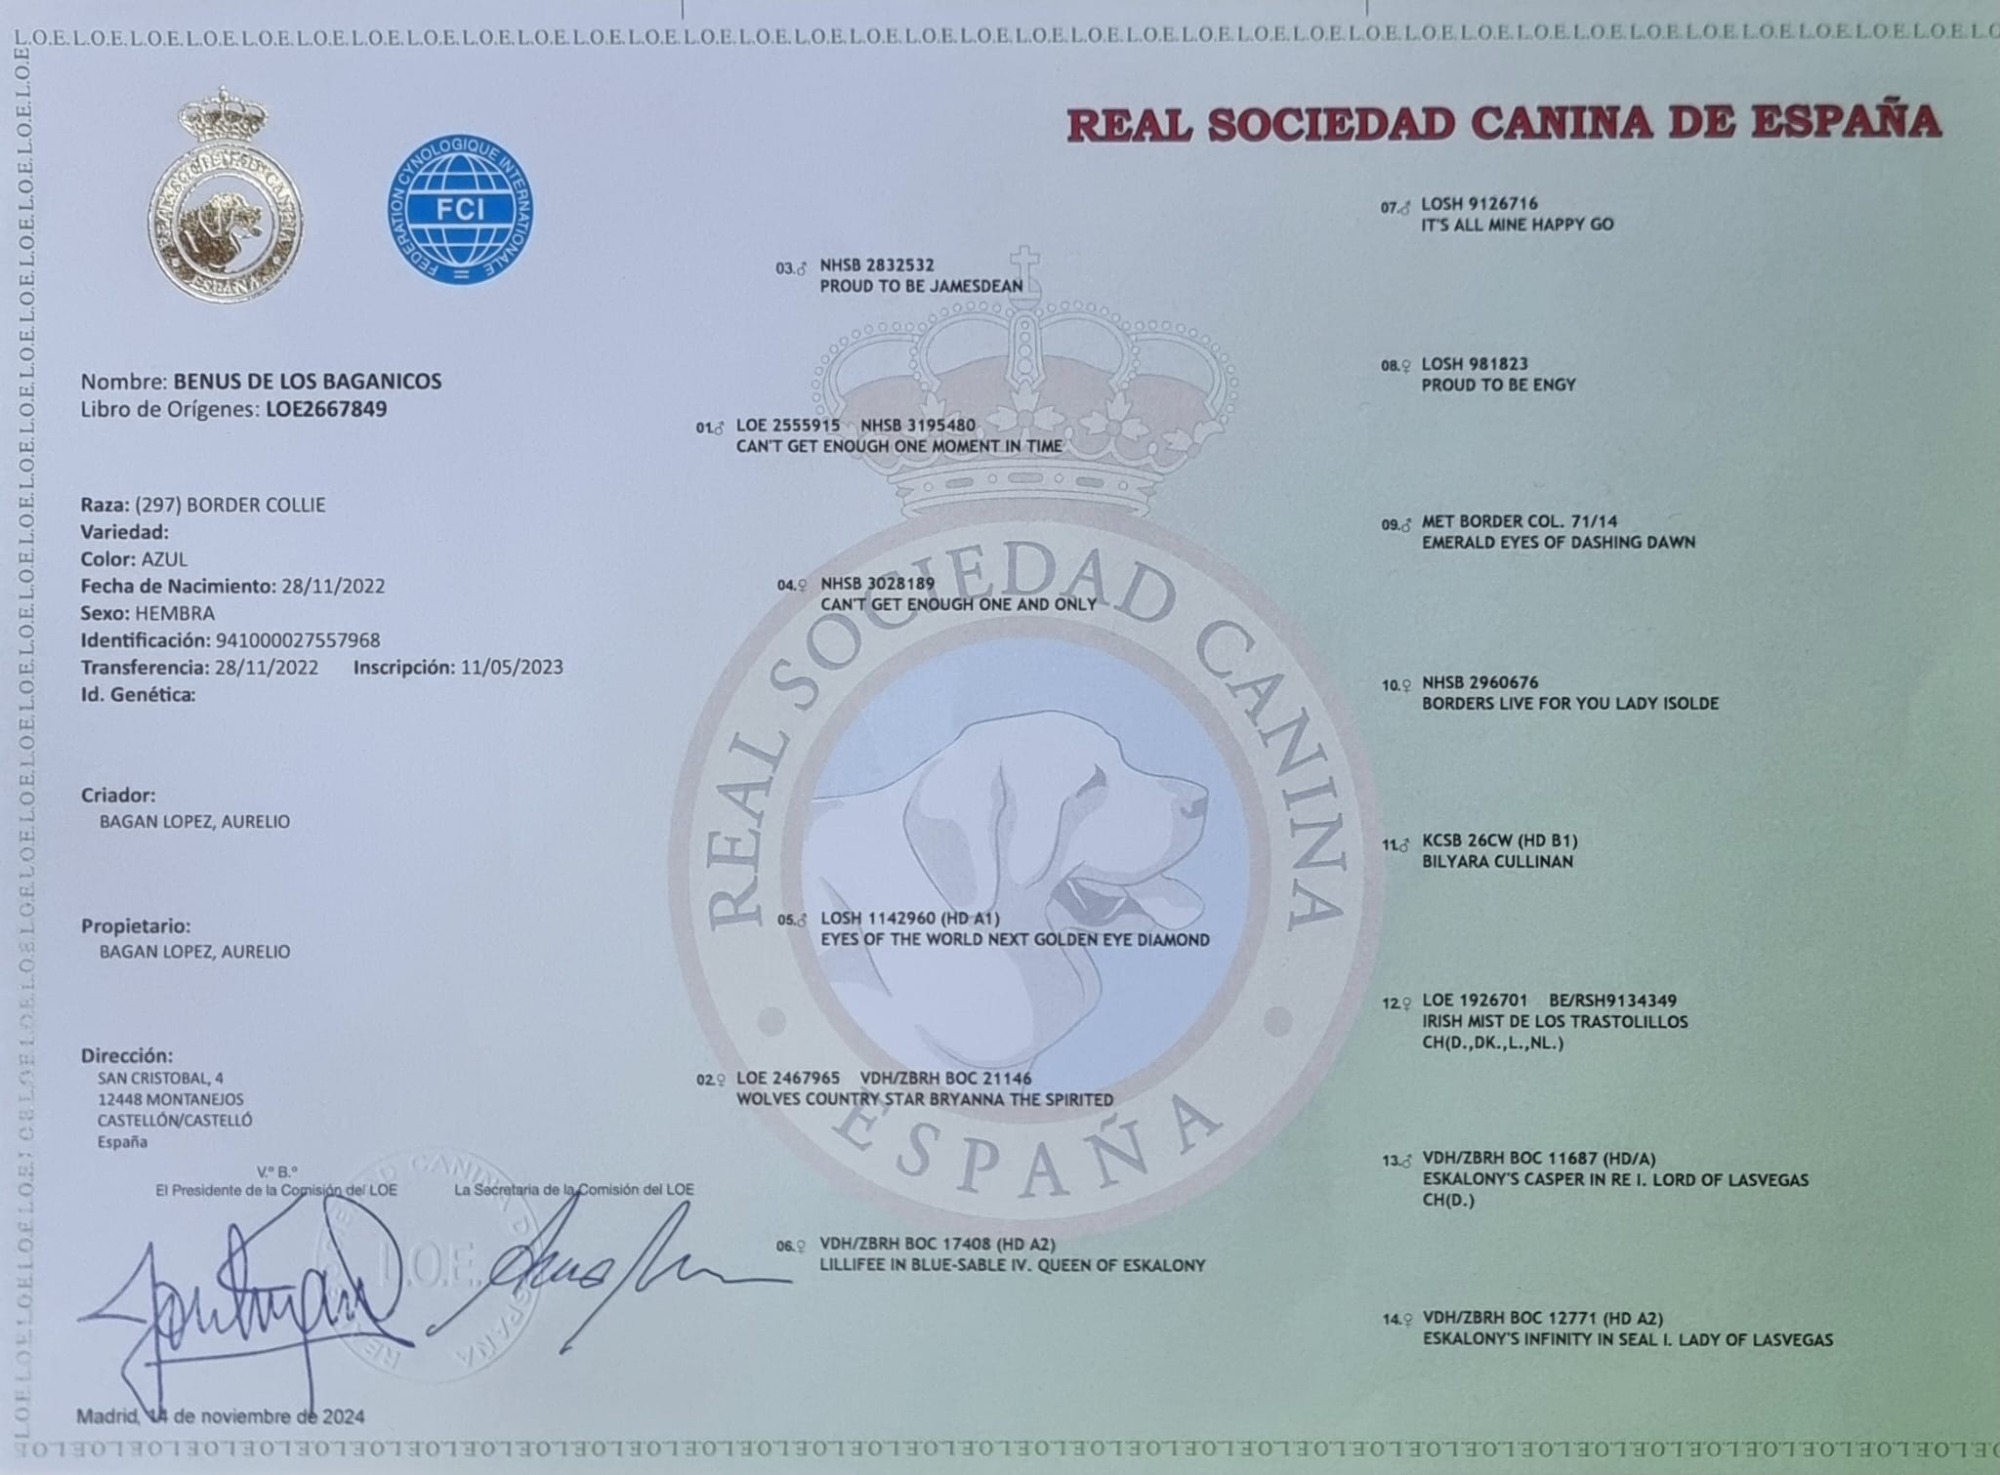 L.O.E.L.O.E.L.O.E.L.O.E.L.O.E.L.O.E.L.O.E.L.O.E.L.O.E.L.O.E.L.O.E.L.O.E.L.O.E.L.O.E.L.O.E.L.O.E.L.O.E.L.O.E.L.O.E.L.O.E.L.O.E.L.O.E.L.O.E.L.O.E.L.O.E.L.O.E.L.O.E.L.O.E.L.O.E.L.O.E.L.O.E.L.O.E.L.O.E.L.O.E.L.O.E.L.O
REAL SOCIEDAD CANINA DE ESPAÑA
REAL SOCIEDAD CANINA
ESPAÑA
FEDERATION CYNOLOGIQUE INTERNATIONALE
FCI
Nombre: BENUS DE LOS BAGANICOS
Libro de Orígenes: LOE2667849
Raza: (297) BORDER COLLIE
Variedad:
Color: AZUL
Fecha de Nacimiento: 28/11/2022
Sexo: HEMBRA
Identificación: 941000027557968
Transferencia: 28/11/2022 Inscripción: 11/05/2023
Id. Genética:
Criador:
BAGAN LOPEZ, AURELIO
Propietario:
BAGAN LOPEZ, AURELIO
Dirección:
SAN CRISTOBAL, 4
12448 MONTANEJOS
CASTELLÓN/CASTELLÓ
España
V.º B.º
El Presidente de la Comisión del LOE
La Secretaria de la Comisión del LOE
L.O.E.
Madrid, 14 de noviembre de 2024
01.♂ LOE 2555915 NHSB 3195480
CAN'T GET ENOUGH ONE MOMENT IN TIME
02.♀ LOE 2467965 VDH/ZBRH BOC 21146
WOLVES COUNTRY STAR BRYANNA THE SPIRITED
03.♂ NHSB 2832532
PROUD TO BE JAMESDEAN
04.♀ NHSB 3028189
CAN'T GET ENOUGH ONE AND ONLY
05.♂ LOSH 1142960 (HD A1)
EYES OF THE WORLD NEXT GOLDEN EYE DIAMOND
06.♀ VDH/ZBRH BOC 17408 (HD A2)
LILLIFEE IN BLUE-SABLE IV. QUEEN OF ESKALONY
07.♂ LOSH 9126716
IT'S ALL MINE HAPPY GO
08.♀ LOSH 981823
PROUD TO BE ENGY
09.♂ MET BORDER COL. 71/14
EMERALD EYES OF DASHING DAWN
10.♀ NHSB 2960676
BORDERS LIVE FOR YOU LADY ISOLDE
11.♂ KCSB 26CW (HD B1)
BILYARA CULLINAN
12.♀ LOE 1926701 BE/RSH9134349
IRISH MIST DE LOS TRASTOLILLOS
CH(D.,DK.,L.,NL.)
13.♂ VDH/ZBRH BOC 11687 (HD/A)
ESKALONY'S CASPER IN RE I. LORD OF LASVEGAS
CH(D.)
14.♀ VDH/ZBRH BOC 12771 (HD A2)
ESKALONY'S INFINITY IN SEAL I. LADY OF LASVEGAS